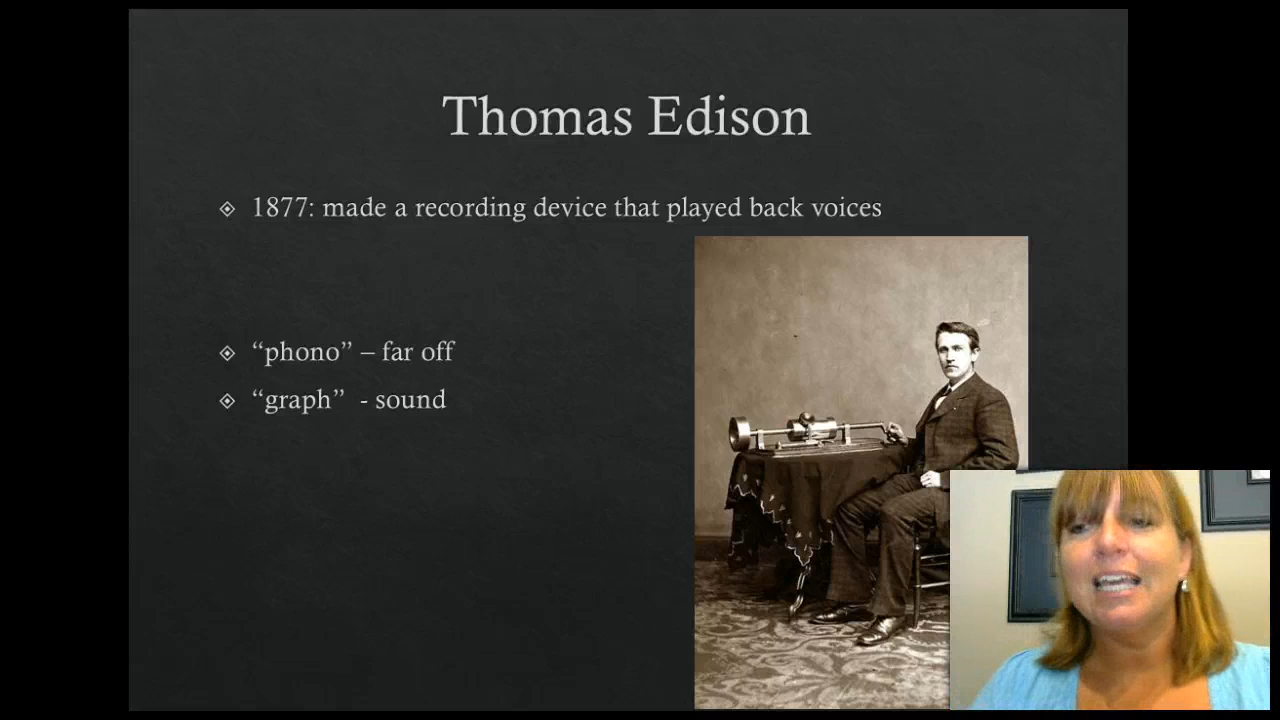 Thomas Edison
1877: made a recording device that played back voices
“phono” – far off
“graph”  - sound